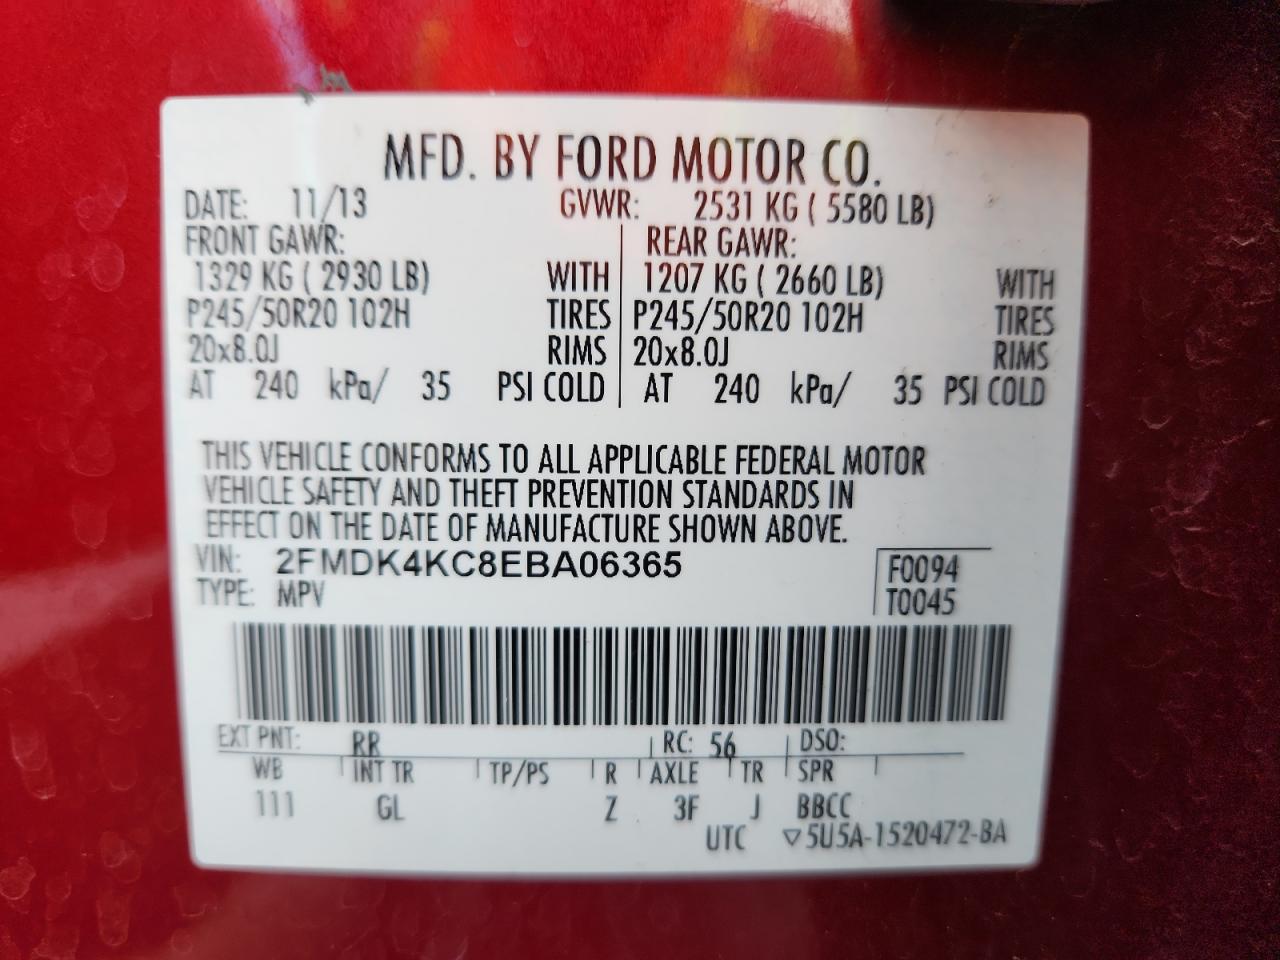 MFD. BY FORD MOTOR CO.
DATE: 11/13 GVWR: 2531 KG ( 5580 LB)
FRONT GAWR: REAR GAWR:
1329 KG ( 2930 LB) WITH 1207 KG ( 2660 LB) WITH
P245/50R20 102H TIRES P245/50R20 102H TIRES
20x8.0J RIMS 20x8.0J RIMS
AT 240 kPa/ 35 PSI COLD AT 240 kPa/ 35 PSI COLD
THIS VEHICLE CONFORMS TO ALL APPLICABLE FEDERAL MOTOR
VEHICLE SAFETY AND THEFT PREVENTION STANDARDS IN
EFFECT ON THE DATE OF MANUFACTURE SHOWN ABOVE.
VIN: 2FMDK4KC8EBA06365 F0094
TYPE: MPV T0045
EXT PNT: RR RC: 56 DSO:
WB INT TR TP/PS R AXLE TR SPR
111 GL Z 3F J BBCC
UTC ▽5U5A-1520472-BA